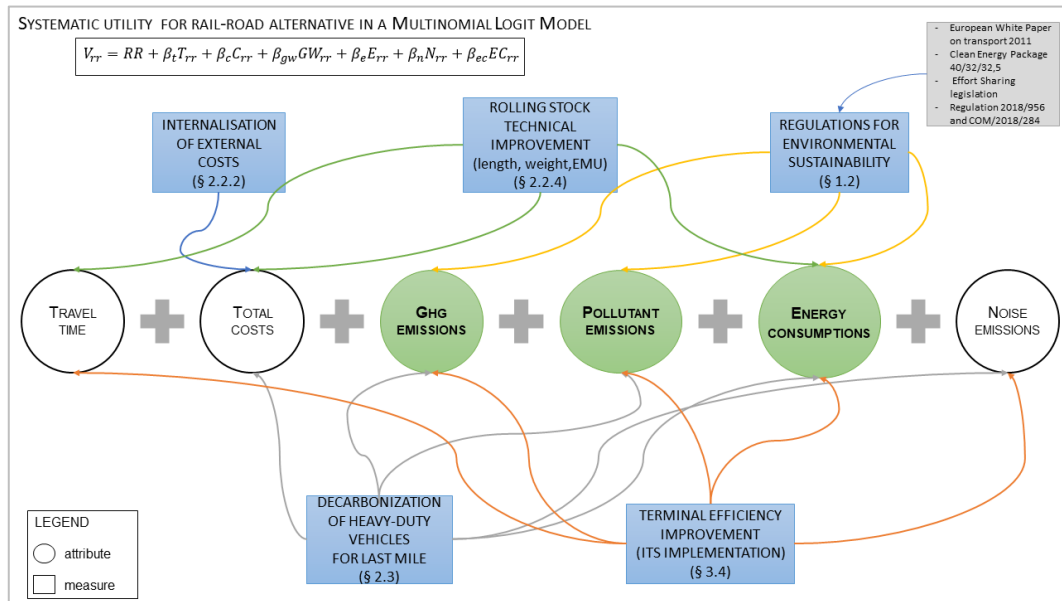 SYSTEMATIC UTILITY FOR RAIL-ROAD ALTERNATIVE IN A MULTINOMIAL LOGIT MODEL
V_rr = RR + β_t T_rr + β_c C_rr + β_gw GW_rr + β_e E_rr + β_n N_rr + β_ec EC_rr
- European White Paper
on transport 2011
- Clean Energy Package
40/32/32,5
- Effort Sharing
legislation
- Regulation 2018/956
and COM/2018/284
INTERNALISATION
OF EXTERNAL
COSTS
(§ 2.2.2)
ROLLING STOCK
TECHNICAL
IMPROVEMENT
(length, weight,EMU)
(§ 2.2.4)
REGULATIONS FOR
ENVIRONMENTAL
SUSTAINABILITY
(§ 1.2)
TRAVEL
TIME
TOTAL
COSTS
GHG
EMISSIONS
POLLUTANT
EMISSIONS
ENERGY
CONSUMPTIONS
NOISE
EMISSIONS
DECARBONIZATION
OF HEAVY-DUTY
VEHICLES
FOR LAST MILE
(§ 2.3)
TERMINAL EFFICIENCY
IMPROVEMENT
(ITS IMPLEMENTATION)
(§ 3.4)
LEGEND
attribute
measure